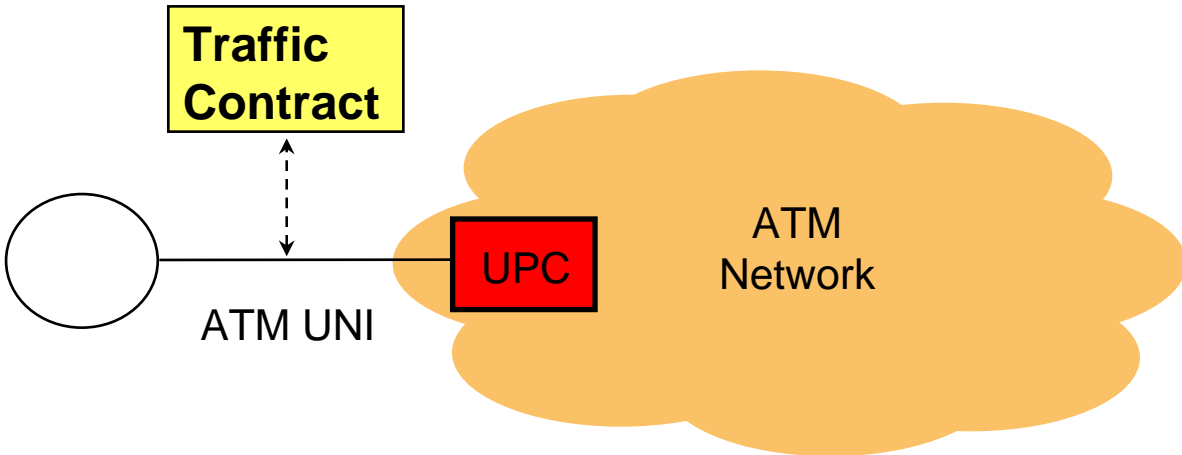 Traffic
Contract
ATM
Network
UPC
ATM UNI